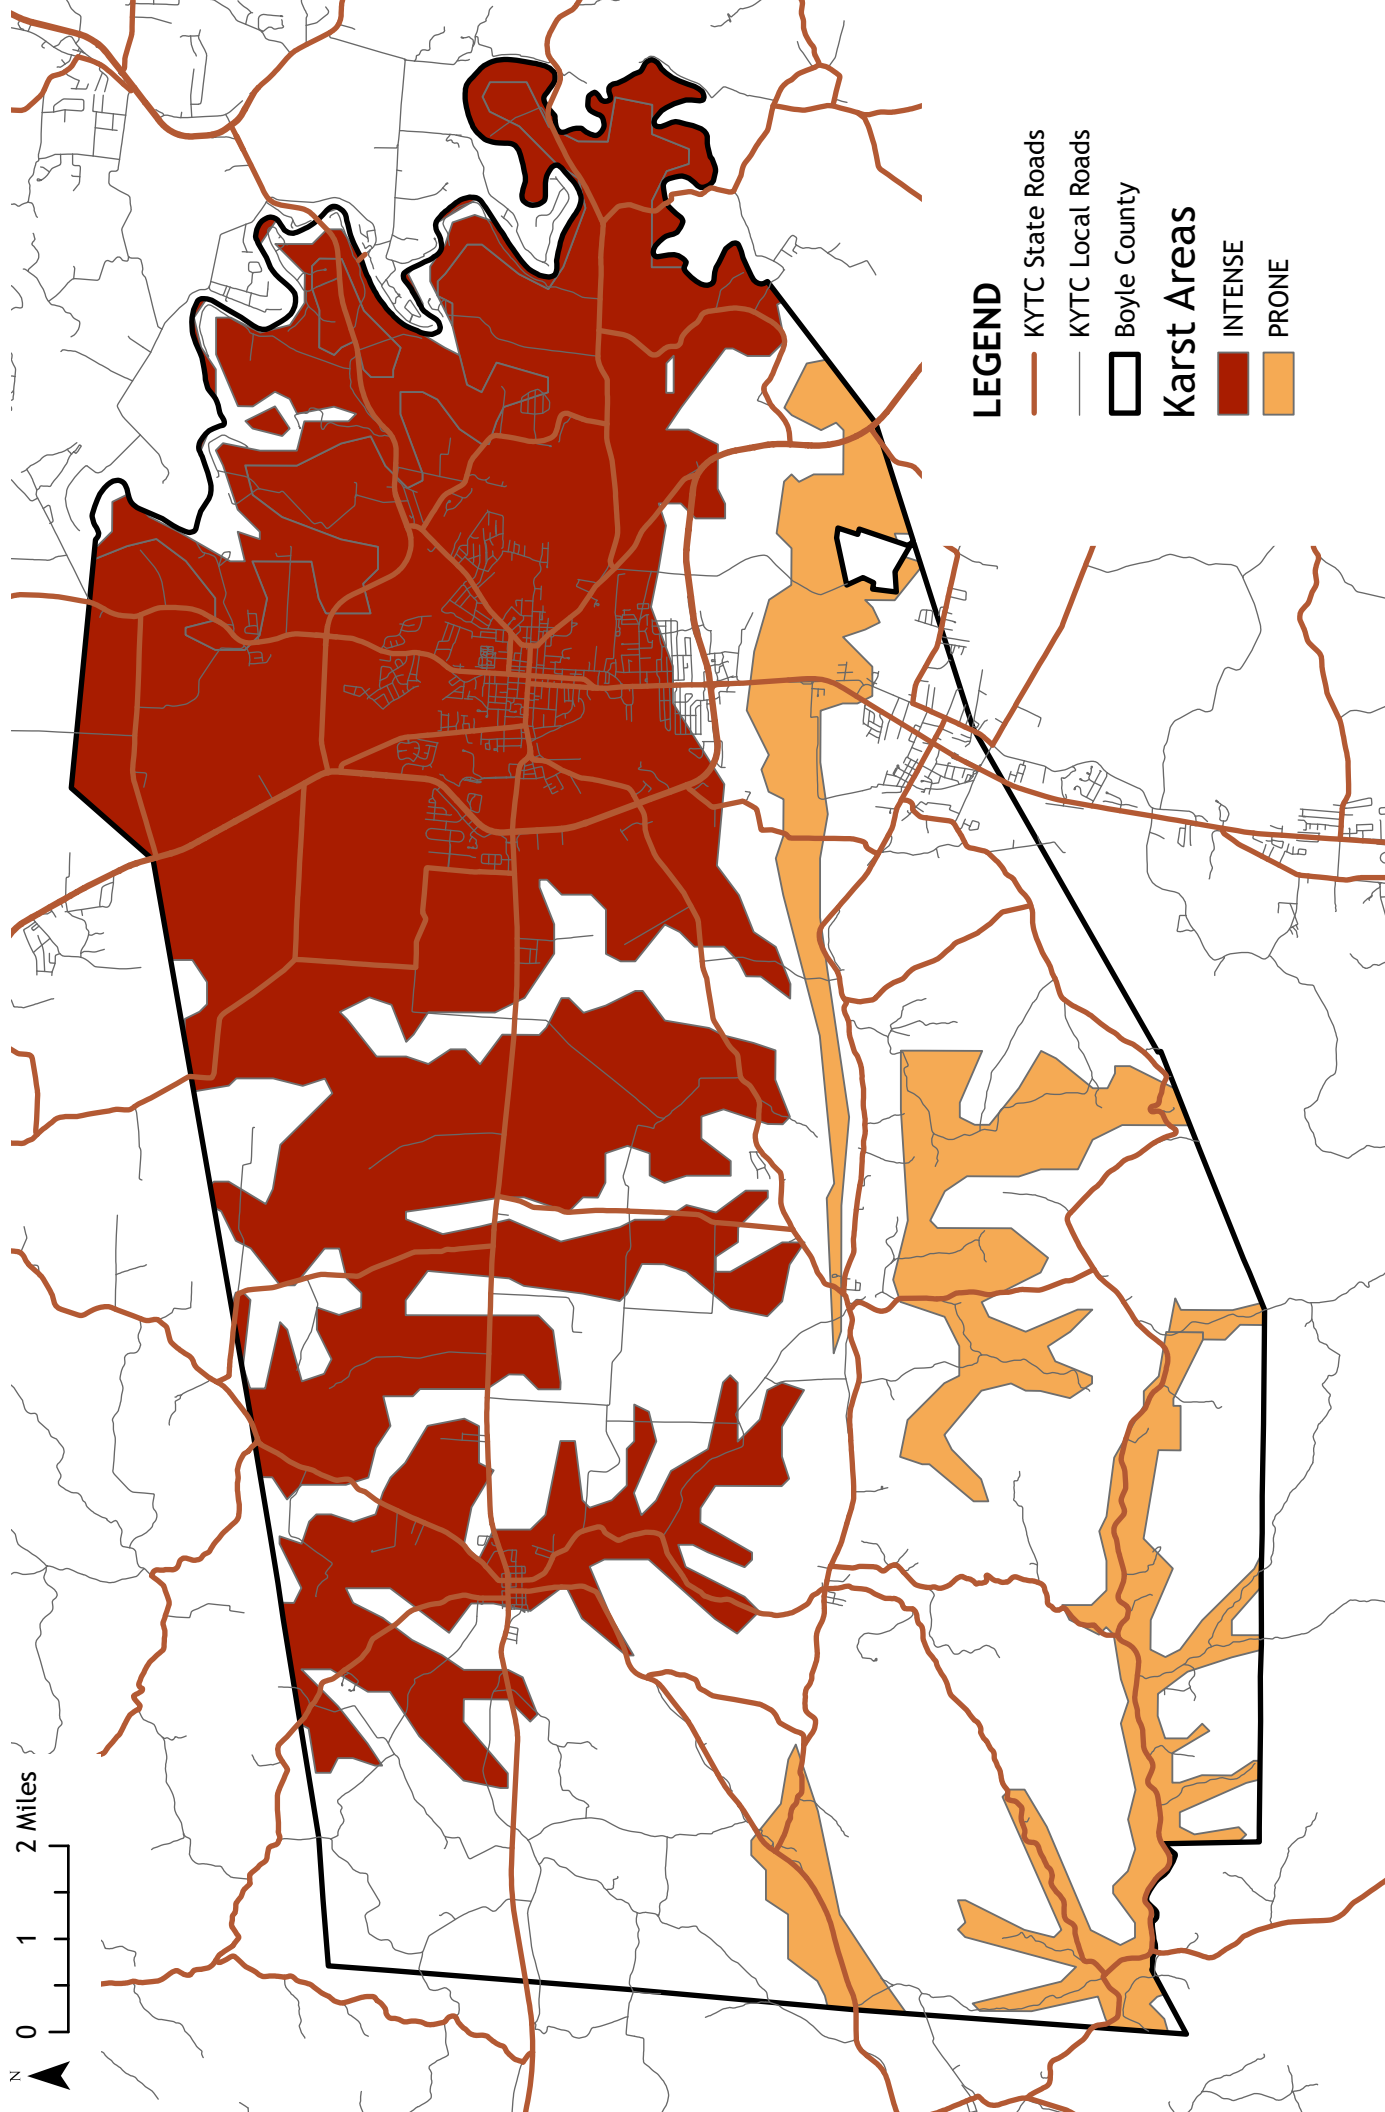 N
0 1 2 Miles
LEGEND
KYTC State Roads
KYTC Local Roads
Boyle County
Karst Areas
INTENSE
PRONE